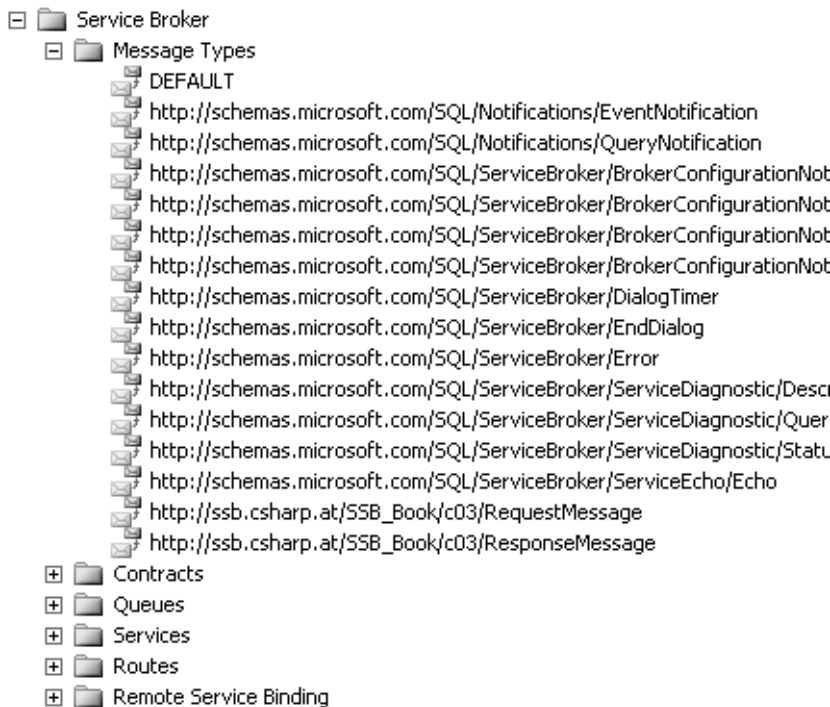 Service Broker
Message Types
DEFAULT
http://schemas.microsoft.com/SQL/Notifications/EventNotification
http://schemas.microsoft.com/SQL/Notifications/QueryNotification
http://schemas.microsoft.com/SQL/ServiceBroker/BrokerConfigurationNot
http://schemas.microsoft.com/SQL/ServiceBroker/BrokerConfigurationNot
http://schemas.microsoft.com/SQL/ServiceBroker/BrokerConfigurationNot
http://schemas.microsoft.com/SQL/ServiceBroker/BrokerConfigurationNot
http://schemas.microsoft.com/SQL/ServiceBroker/DialogTimer
http://schemas.microsoft.com/SQL/ServiceBroker/EndDialog
http://schemas.microsoft.com/SQL/ServiceBroker/Error
http://schemas.microsoft.com/SQL/ServiceBroker/ServiceDiagnostic/Descr
http://schemas.microsoft.com/SQL/ServiceBroker/ServiceDiagnostic/Quer
http://schemas.microsoft.com/SQL/ServiceBroker/ServiceDiagnostic/Statu
http://schemas.microsoft.com/SQL/ServiceBroker/ServiceEcho/Echo
http://ssb.csharp.at/SSB_Book/c03/RequestMessage
http://ssb.csharp.at/SSB_Book/c03/ResponseMessage
Contracts
Queues
Services
Routes
Remote Service Binding